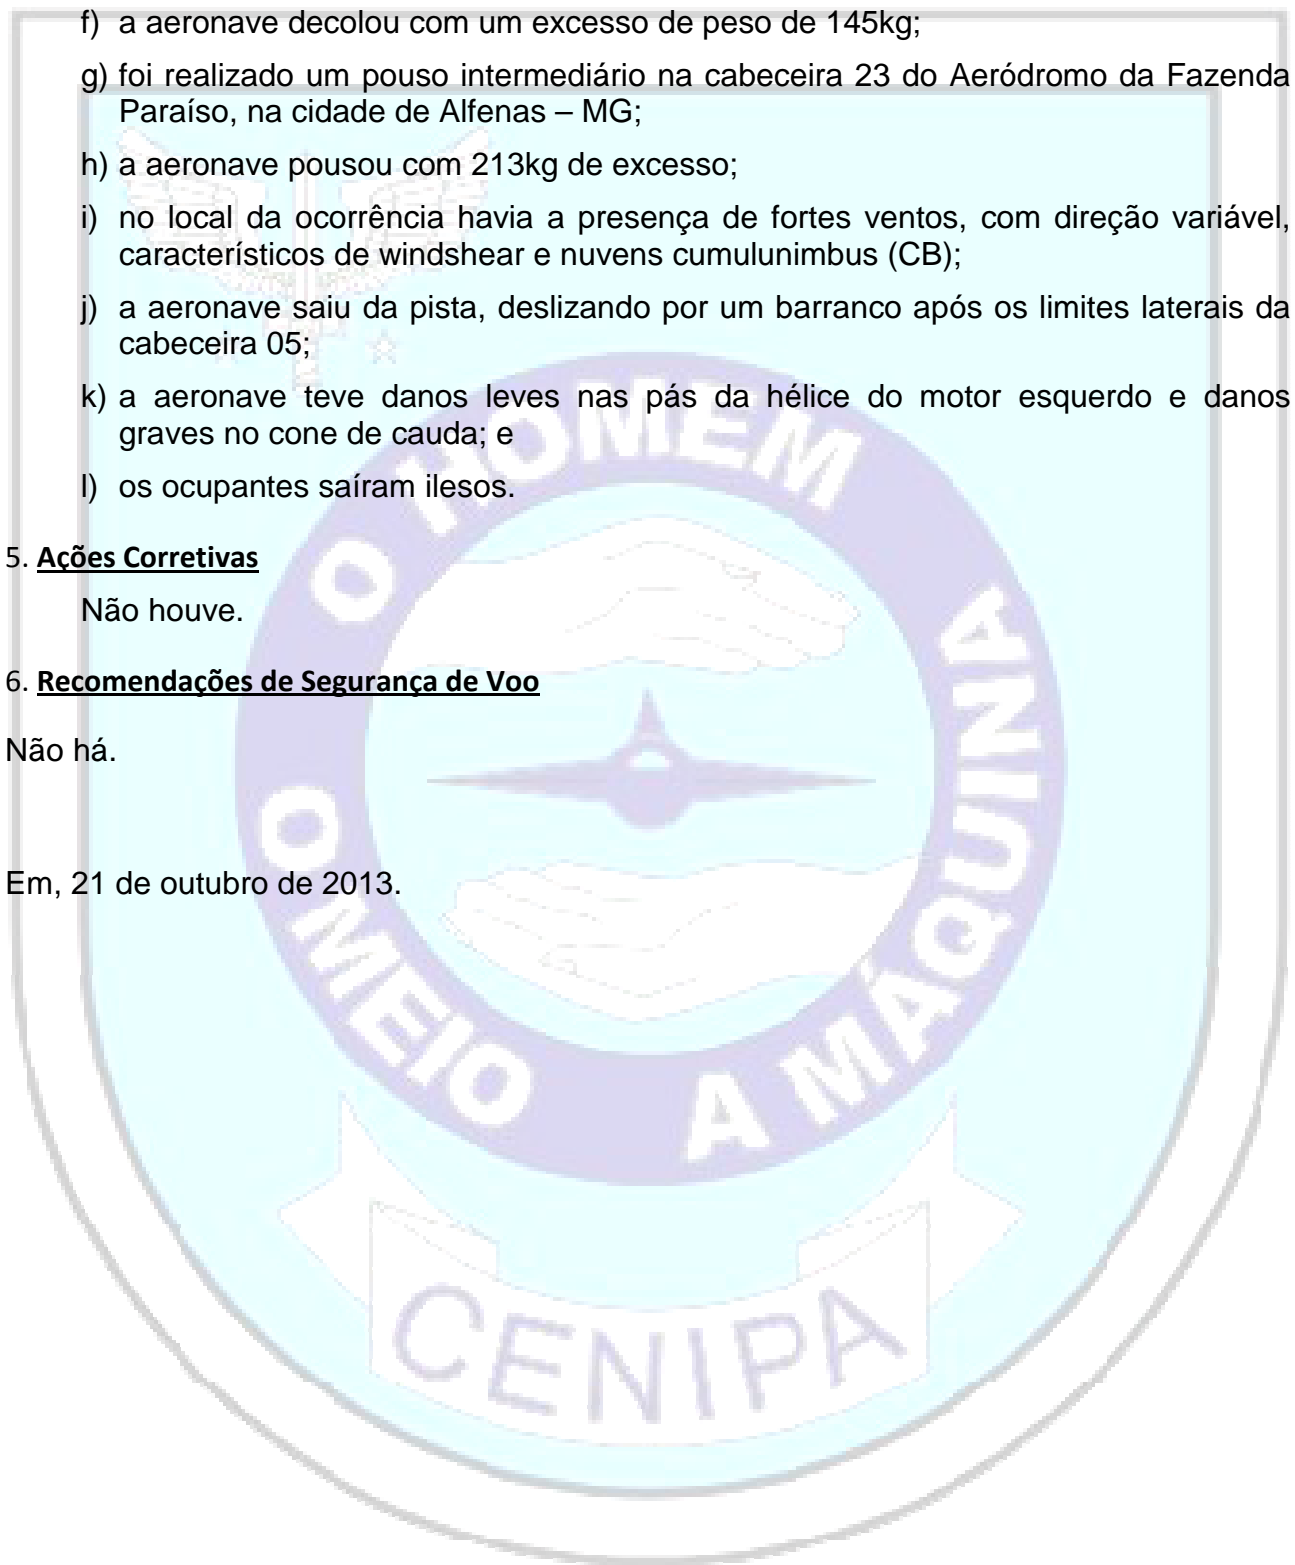 f) a aeronave decolou com um excesso de peso de 145kg;
g) foi realizado um pouso intermediário na cabeceira 23 do Aeródromo da Fazenda
Paraíso, na cidade de Alfenas – MG;
h) a aeronave pousou com 213kg de excesso;
i) no local da ocorrência havia a presença de fortes ventos, com direção variável,
característicos de windshear e nuvens cumulunimbus (CB);
j) a aeronave saiu da pista, deslizando por um barranco após os limites laterais da
cabeceira 05;
k) a aeronave teve danos leves nas pás da hélice do motor esquerdo e danos
graves no cone de cauda; e
l) os ocupantes saíram ilesos.
5. Ações Corretivas
Não houve.
6. Recomendações de Segurança de Voo
Não há.
Em, 21 de outubro de 2013.
O HOMEM
A MÁQUINA
O MEIO
CENIPA